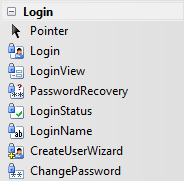 Login
Pointer
Login
LoginView
PasswordRecovery
LoginStatus
LoginName
CreateUserWizard
ChangePassword